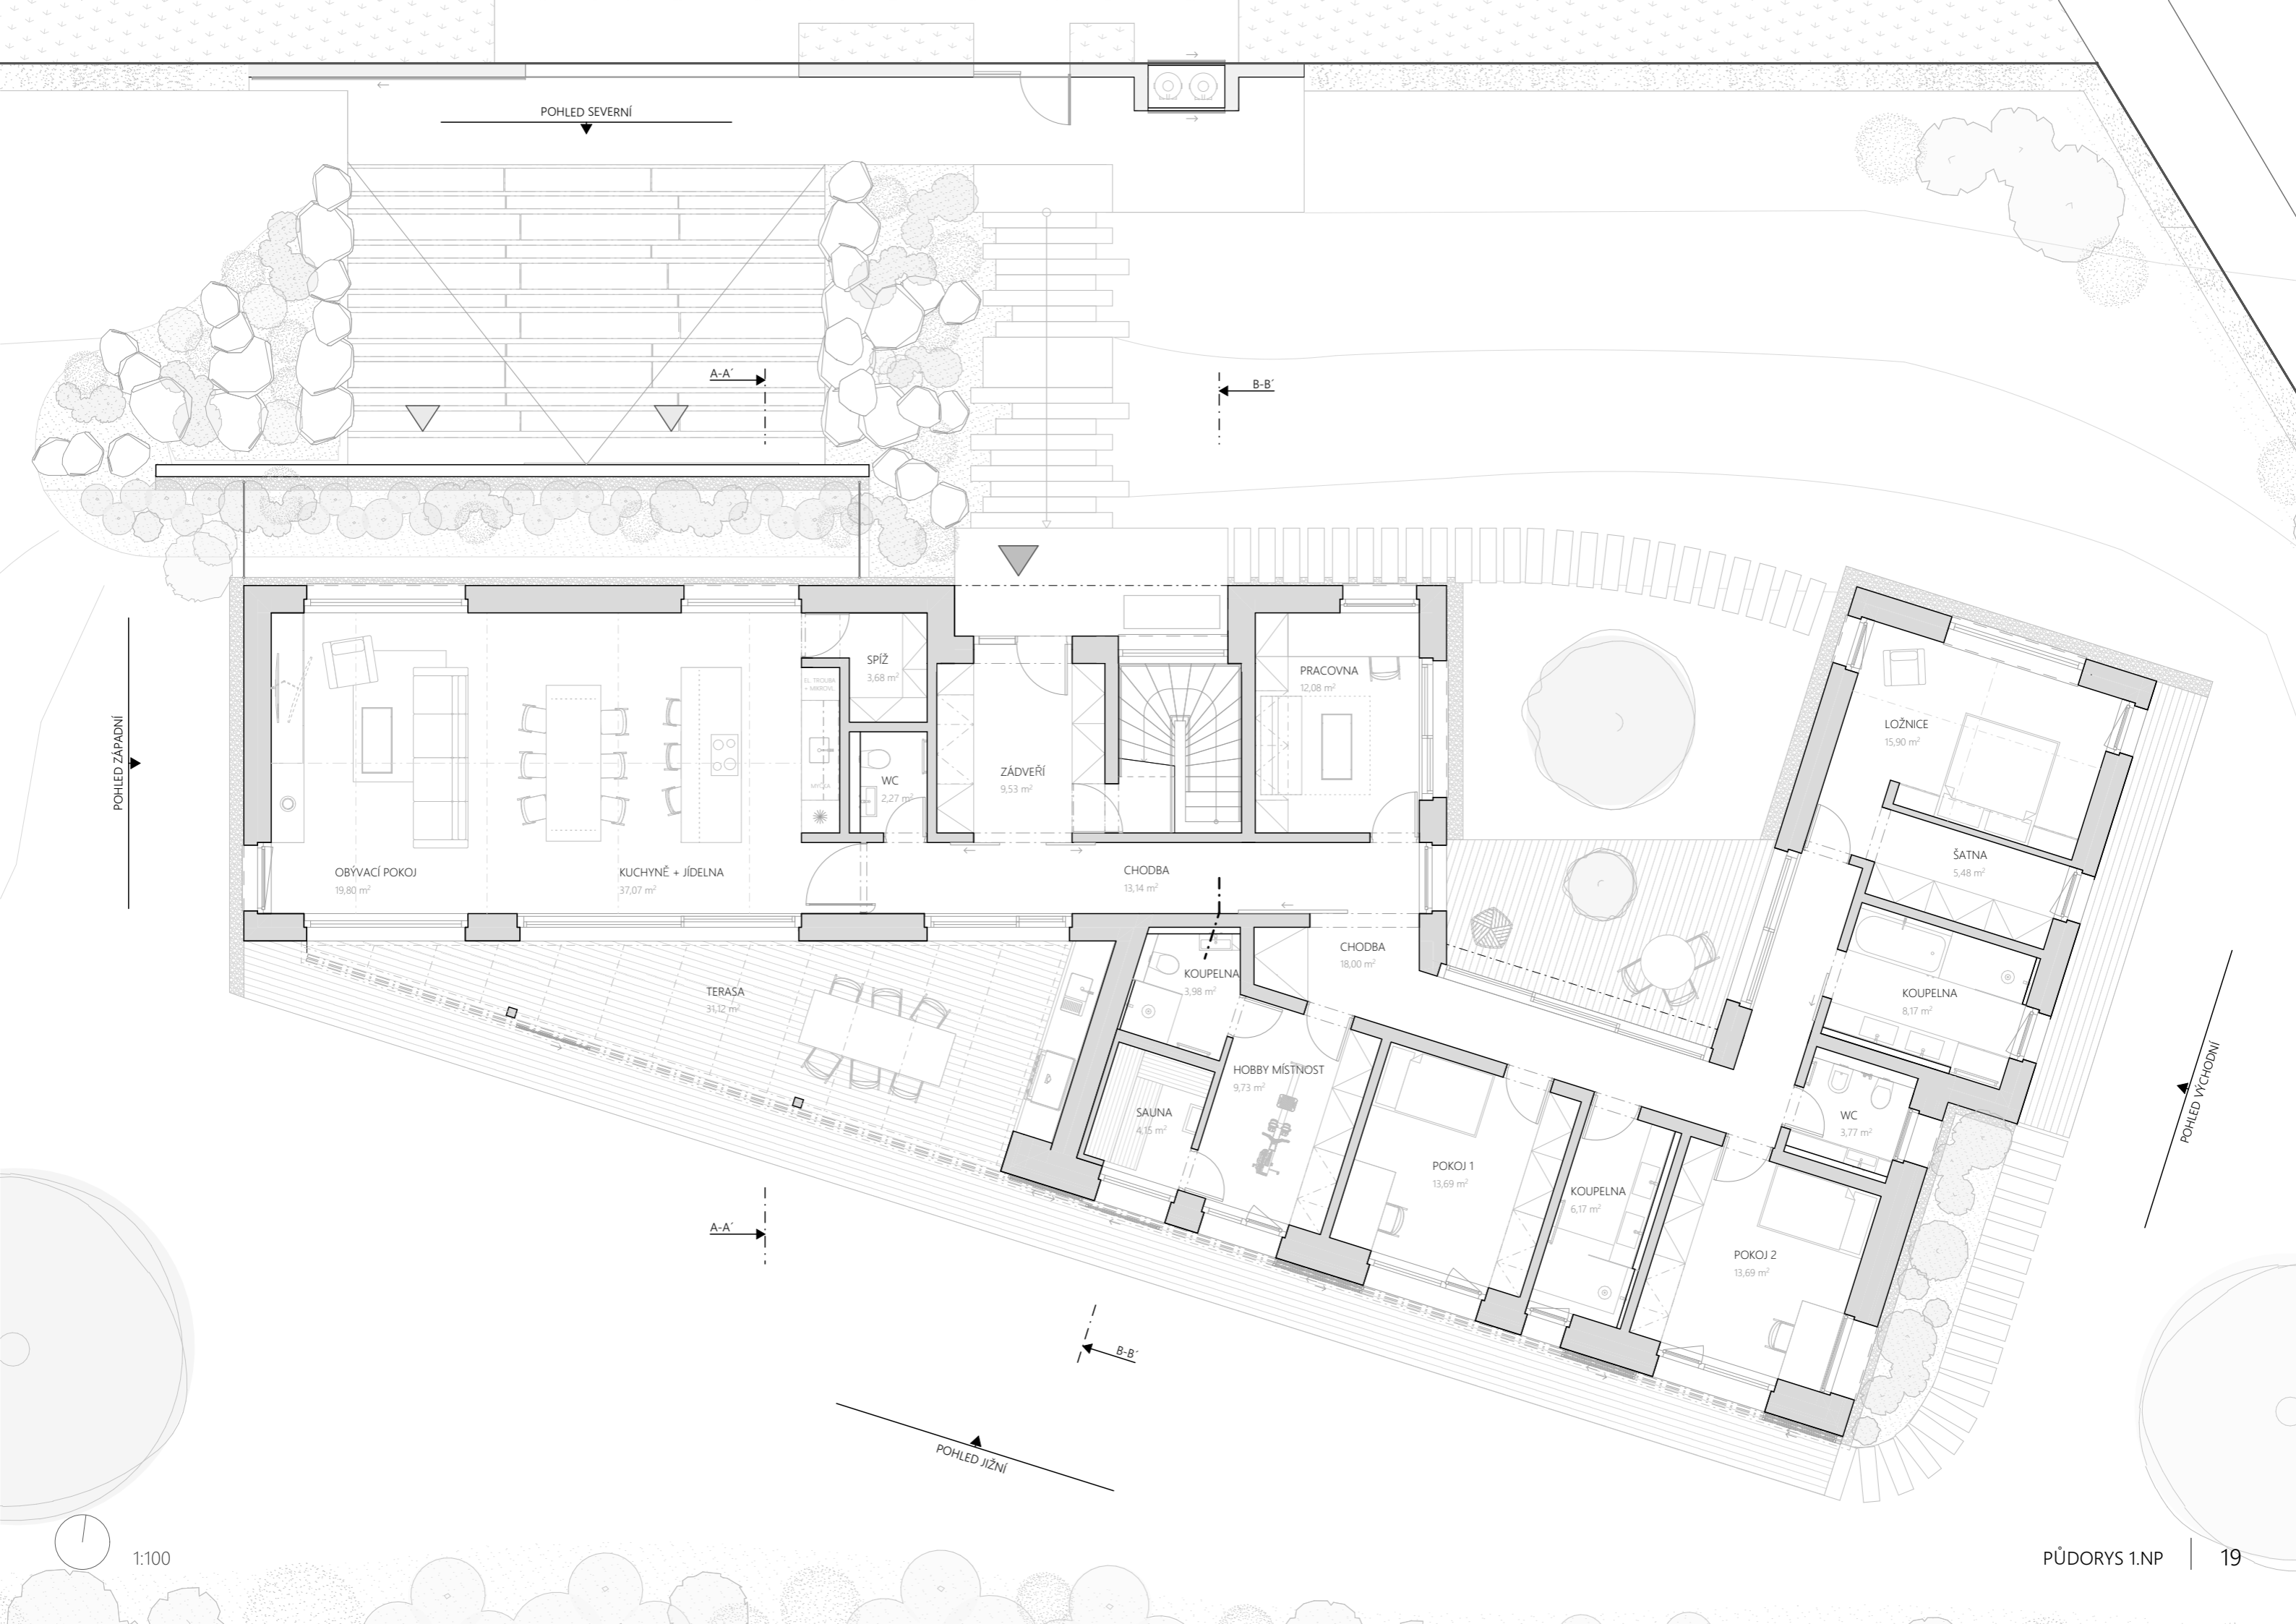 POHLED SEVERNÍ
A-A´
B-B´
POHLED ZÁPADNÍ
SPÍŽ
3,68 m²
EL. TROUBA
+ MIKROVL.
MYČKA
WC
2,27 m²
ZÁDVEŘÍ
9,53 m²
PRACOVNA
12,08 m²
LOŽNICE
15,90 m²
OBÝVACÍ POKOJ
19,80 m²
KUCHYNĚ + JÍDELNA
37,07 m²
CHODBA
13,14 m²
ŠATNA
5,48 m²
CHODBA
18,00 m²
KOUPELNA
3,98 m²
TERASA
31,12 m²
KOUPELNA
8,17 m²
HOBBY MÍSTNOST
9,73 m²
SAUNA
4,15 m²
WC
3,77 m²
POHLED VÝCHODNÍ
POKOJ 1
13,69 m²
KOUPELNA
6,17 m²
POKOJ 2
13,69 m²
A-A´
B-B´
POHLED JIŽNÍ
1:100
PŮDORYS 1.NP
19